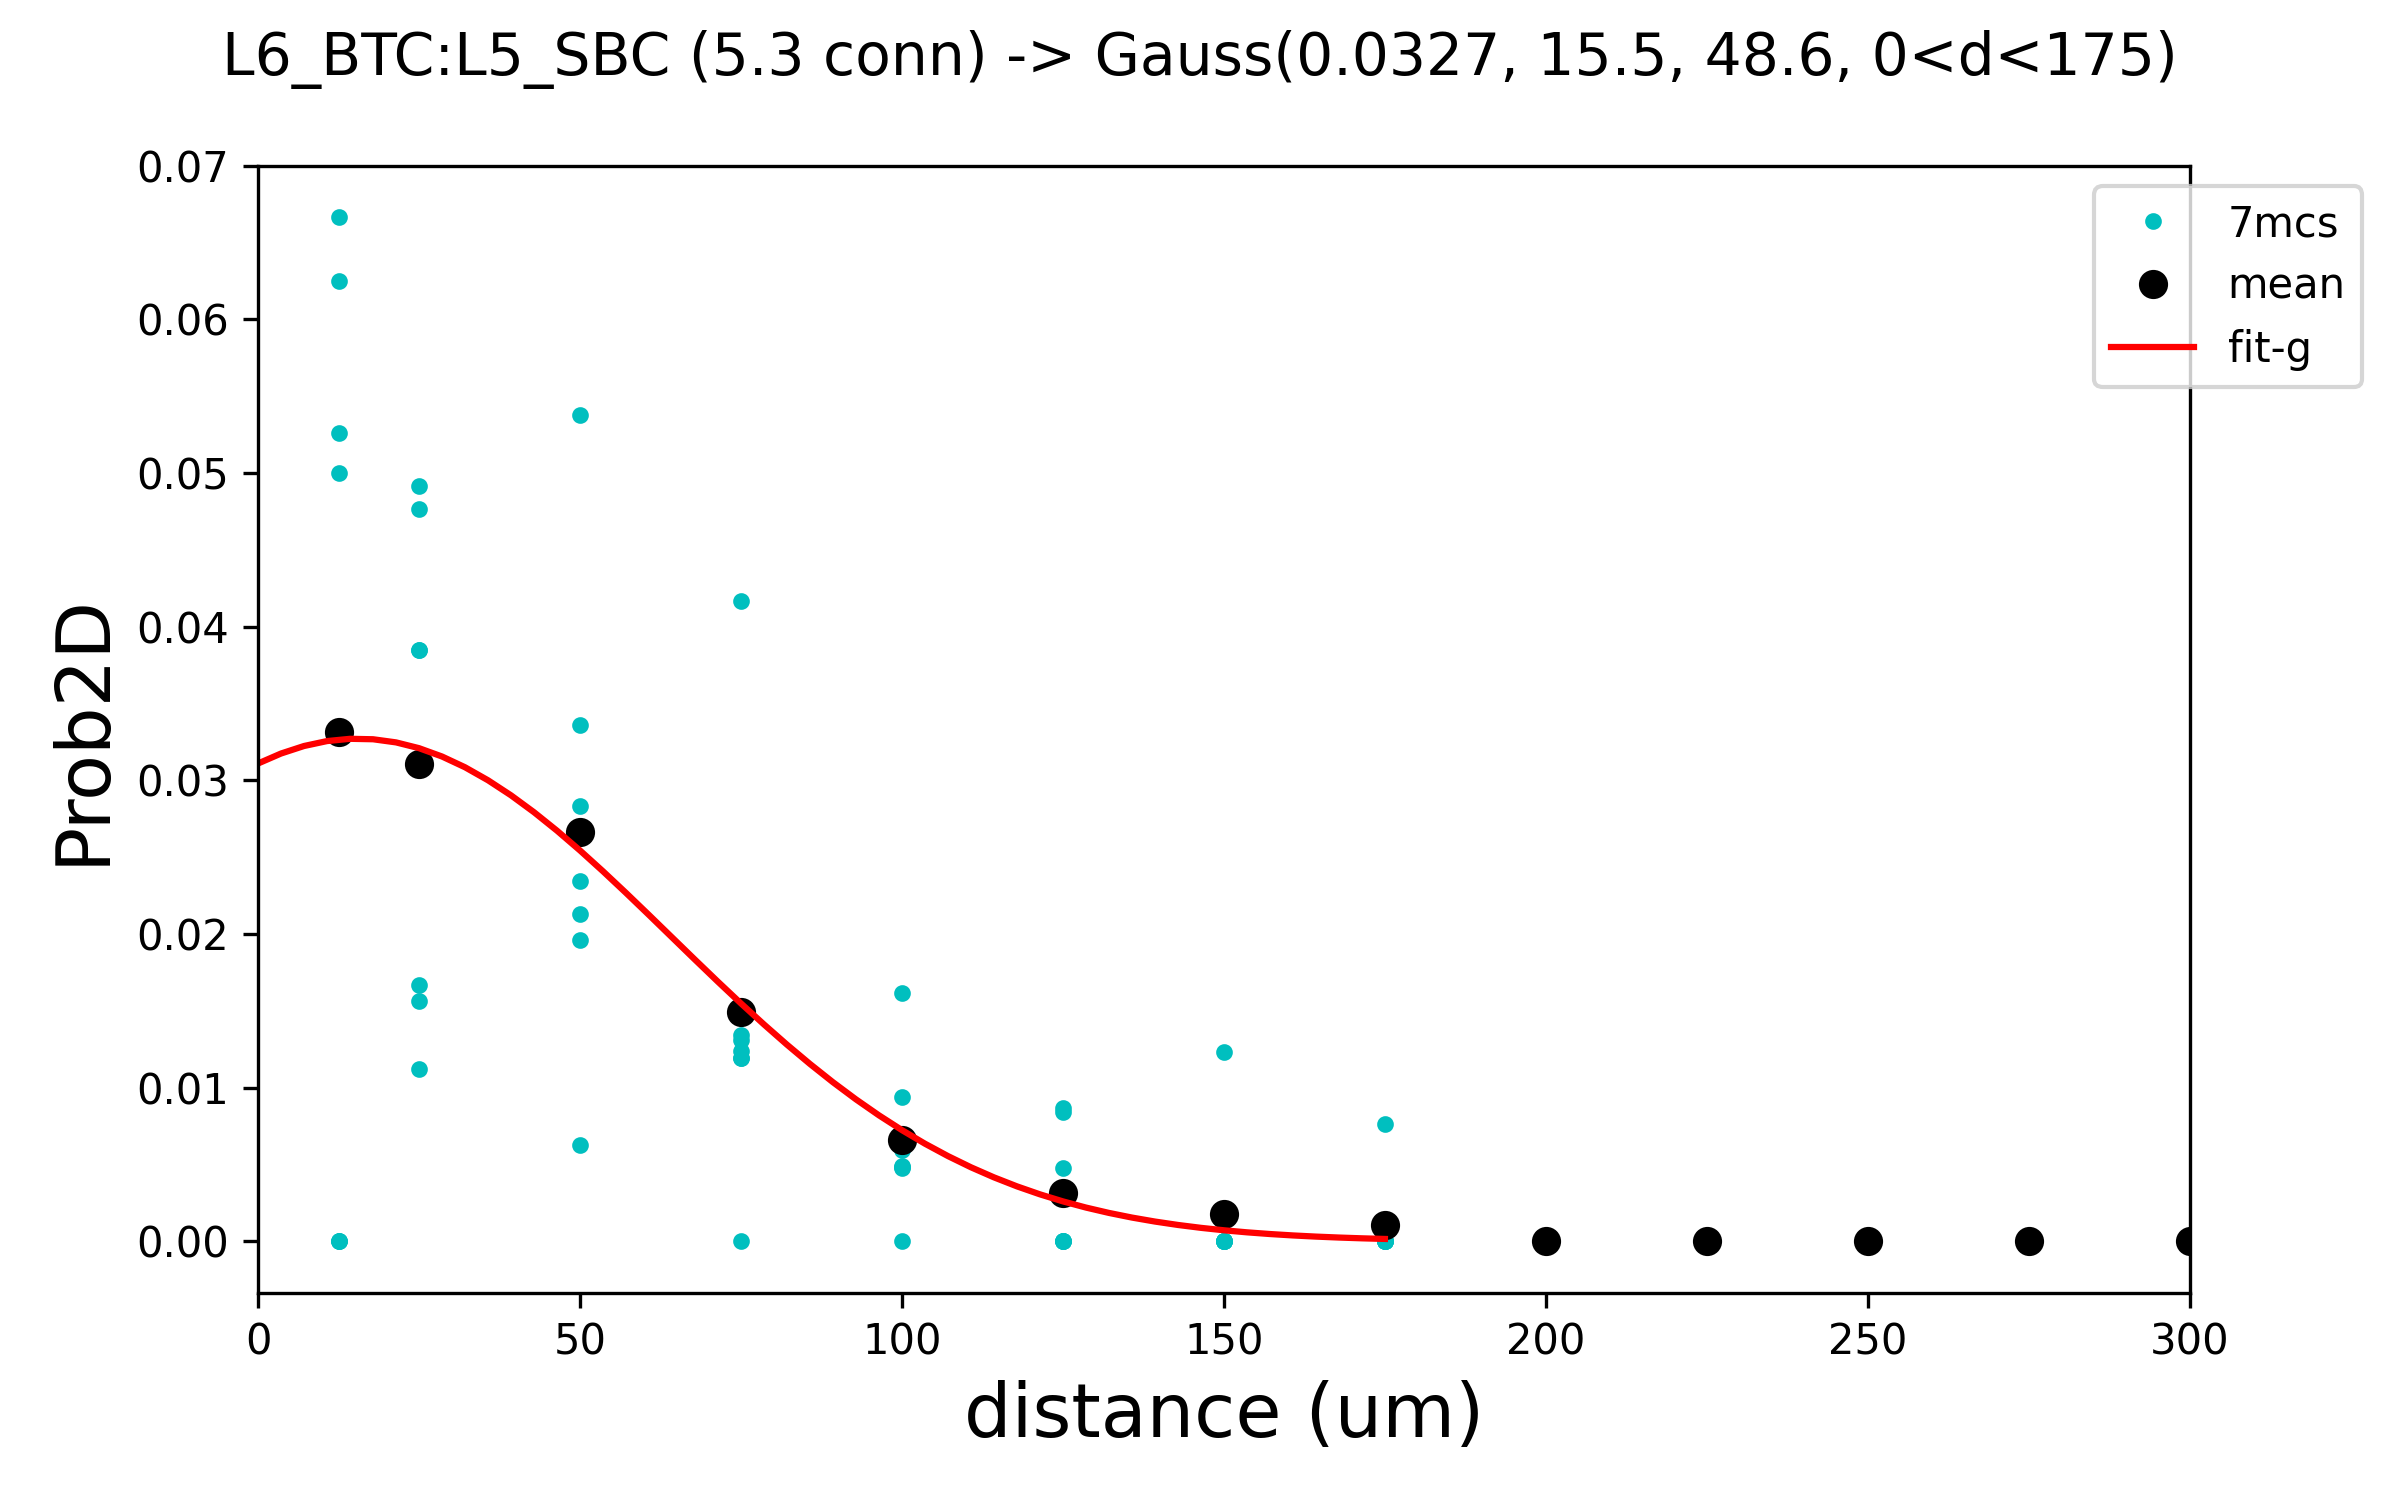 L6_BTC:L5_SBC (5.3 conn) -> Gauss(0.0327, 15.5, 48.6, 0<d<175)
0.07
0.06
0.05
0.04
0.03
0.02
0.01
0.00
Prob2D
7mcs
mean
fit-g
0 50 100 150 200 250 300
distance (um)